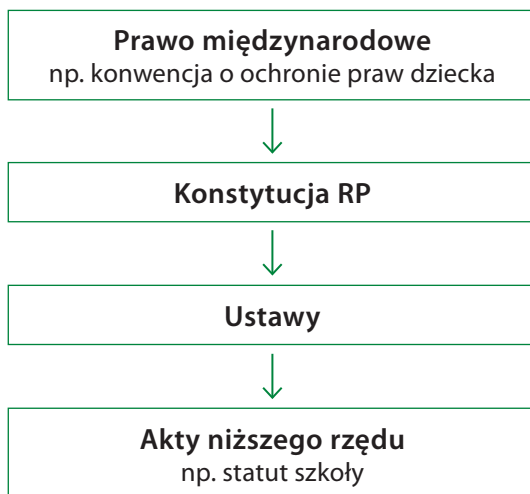 Prawo międzynarodowe
np. konwencja o ochronie praw dziecka
Konstytucja RP
Ustawy
Akty niższego rzędu
np. statut szkoły